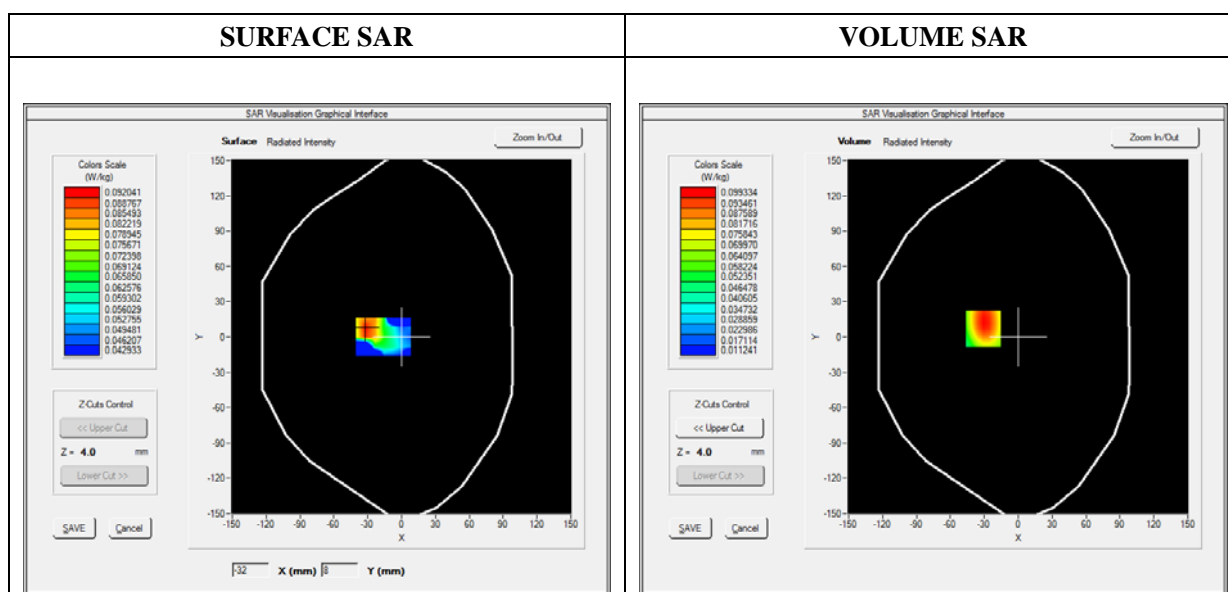 SURFACE SAR
VOLUME SAR
SAR Visualisation Graphical Interface
Surface Radiated Intensity
Zoom In/Out
Colors Scale
(W/kg)
0.092041
0.088767
0.085493
0.082219
0.078945
0.075671
0.072398
0.069124
0.065850
0.062576
0.059302
0.056029
0.052755
0.049481
0.046207
0.042933
Z-Cuts Control
<< Upper Cut
Z = 4.0 mm
Lower Cut >>
SAVE
Cancel
150
120
90
60
30
0
-30
-60
-90
-120
-150
Y
-150 -120 -90 -60 -30 0 30 60 90 120 150
X
-32 X (mm) 8 Y (mm)
SAR Visualisation Graphical Interface
Volume Radiated Intensity
Zoom In/Out
Colors Scale
(W/kg)
0.099334
0.093461
0.087589
0.081716
0.075843
0.069970
0.064097
0.058224
0.052351
0.046478
0.040605
0.034732
0.028859
0.022986
0.017114
0.011241
Z-Cuts Control
<< Upper Cut
Z = 4.0 mm
Lower Cut >>
SAVE
Cancel
150
120
90
60
30
0
-30
-60
-90
-120
-150
Y
-150 -120 -90 -60 -30 0 30 60 90 120 150
X